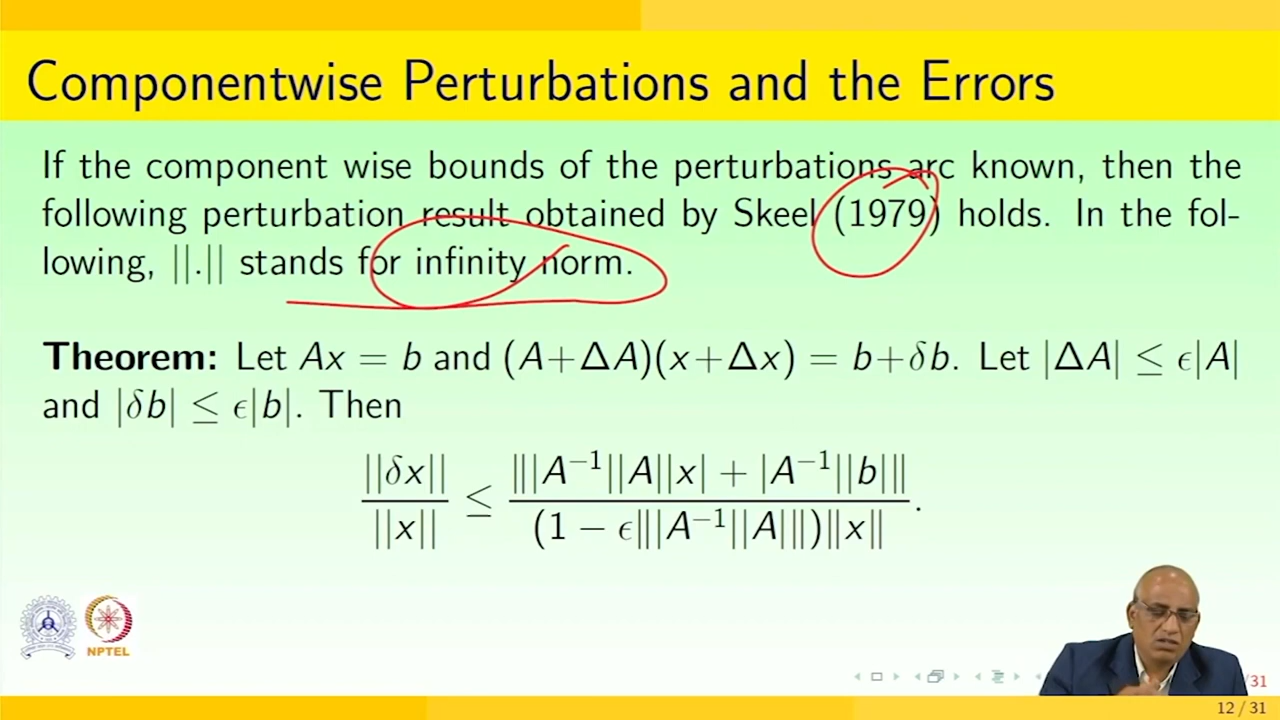 Componentwise Perturbations and the Errors
If the component wise bounds of the perturbations arc known, then the
following perturbation result obtained by Skeel (1979) holds. In the fol-
lowing, ||.|| stands for infinity norm.
Theorem: Let Ax = b and (A+ΔA)(x+Δx) = b+δb. Let |ΔA| ≤ ϵ|A|
and |δb| ≤ ϵ|b|. Then
||δx|| / ||x|| ≤ ‖|A⁻¹||A||x| + |A⁻¹||b|‖ / (1 − ϵ‖|A⁻¹||A|‖)‖x‖.
NPTEL
/31
12 / 31